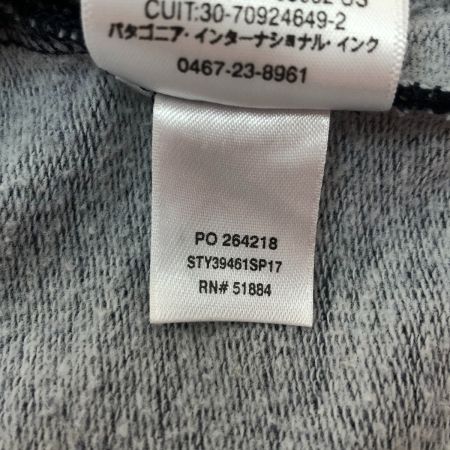 CUIT:30-70924649-2
パタゴニア・インターナショナル・インク
0467-23-8961
PO 264218
STY39461SP17
RN# 51884